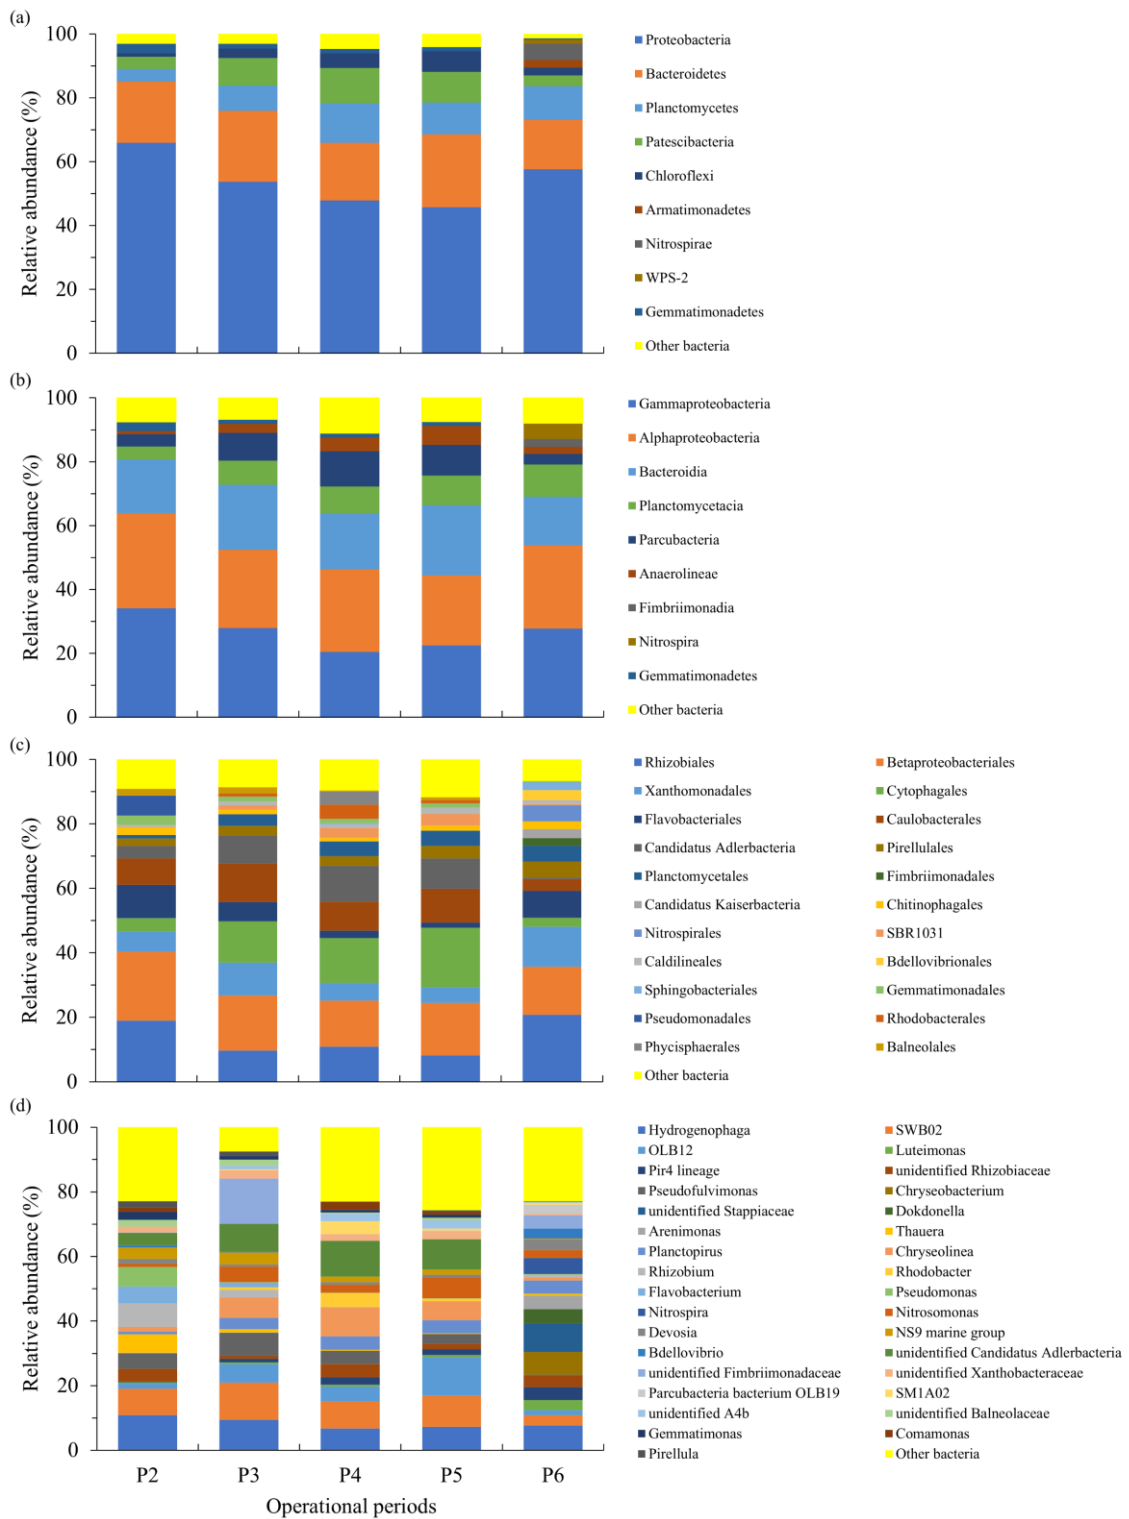 (a)
Relative abundance (%)
100
80
60
40
20
0
Proteobacteria
Bacteroidetes
Planctomycetes
Patescibacteria
Chloroflexi
Armatimonadetes
Nitrospirae
WPS-2
Gemmatimonadetes
Other bacteria
(b)
Relative abundance (%)
100
80
60
40
20
0
Gammaproteobacteria
Alphaproteobacteria
Bacteroidia
Planctomycetacia
Parcubacteria
Anaerolineae
Fimbriimonadia
Nitrospira
Gemmatimonadetes
Other bacteria
(c)
Relative abundance (%)
100
80
60
40
20
0
Rhizobiales Betaproteobacteriales
Xanthomonadales Cytophagales
Flavobacteriales Caulobacterales
Candidatus Adlerbacteria Pirellulales
Planctomycetales Fimbriimonadales
Candidatus Kaiserbacteria Chitinophagales
Nitrospirales SBR1031
Caldilineales Bdellovibrionales
Sphingobacteriales Gemmatimonadales
Pseudomonadales Rhodobacterales
Phycisphaerales Balneolales
Other bacteria
(d)
Relative abundance (%)
100
80
60
40
20
0
Hydrogenophaga SWB02
OLB12 Luteimonas
Pir4 lineage unidentified Rhizobiaceae
Pseudofulvimonas Chryseobacterium
unidentified Stappiaceae Dokdonella
Arenimonas Thauera
Planctopirus Chryseolinea
Rhizobium Rhodobacter
Flavobacterium Pseudomonas
Nitrospira Nitrosomonas
Devosia NS9 marine group
Bdellovibrio unidentified Candidatus Adlerbacteria
unidentified Fimbriimonadaceae unidentified Xanthobacteraceae
Parcubacteria bacterium OLB19 SM1A02
unidentified A4b unidentified Balneolaceae
Gemmatimonas Comamonas
Pirellula Other bacteria
P2 P3 P4 P5 P6
Operational periods